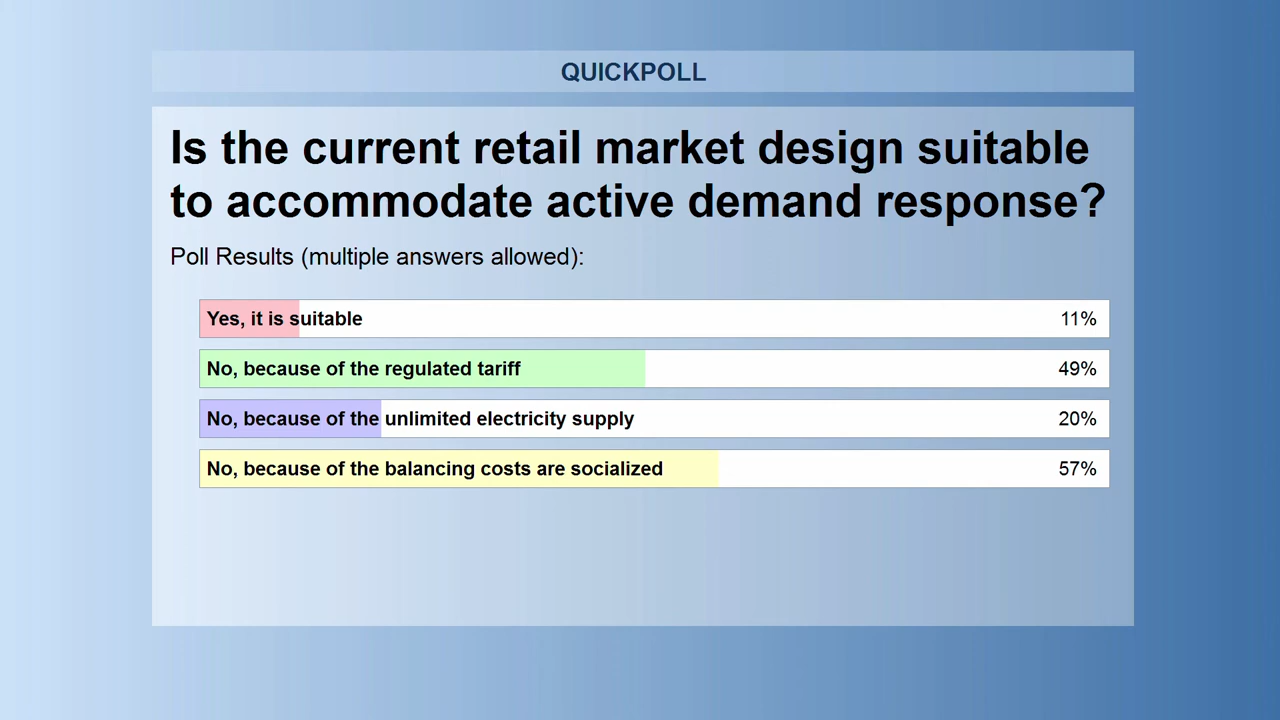 QUICKPOLL
Is the current retail market design suitable
to accommodate active demand response?
Poll Results (multiple answers allowed):
Yes, it is suitable 11%
No, because of the regulated tariff 49%
No, because of the unlimited electricity supply 20%
No, because of the balancing costs are socialized 57%